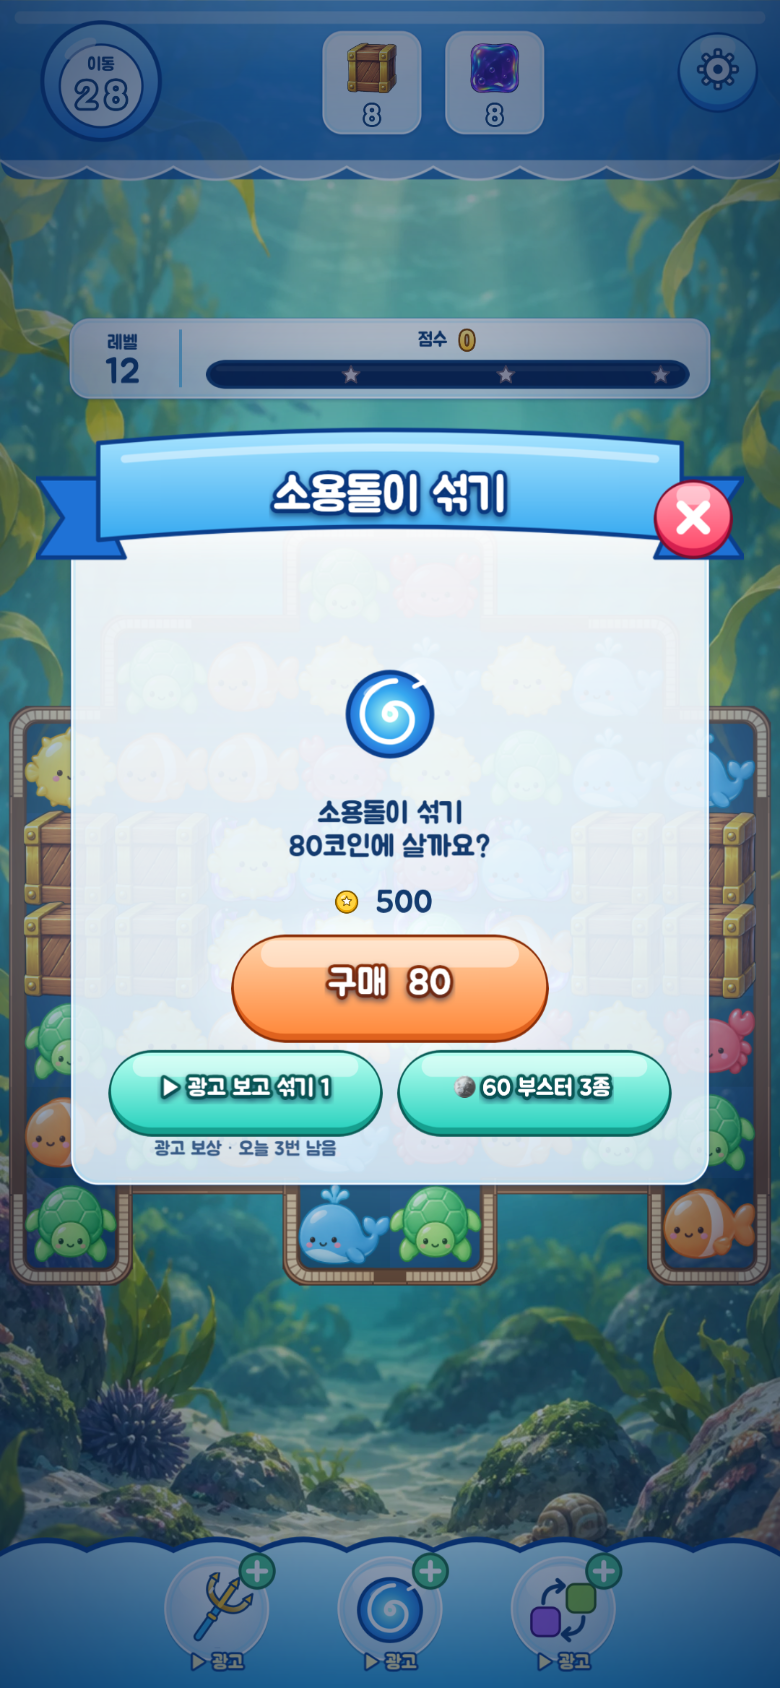 이동
28
8
8
레벨
12
점수 0
소용돌이 섞기
소용돌이 섞기
80코인에 살까요?
500
구매 80
▶ 광고 보고 섞기 1
60 부스터 3종
광고 보상 · 오늘 3번 남음
▶ 광고
▶ 광고
▶ 광고